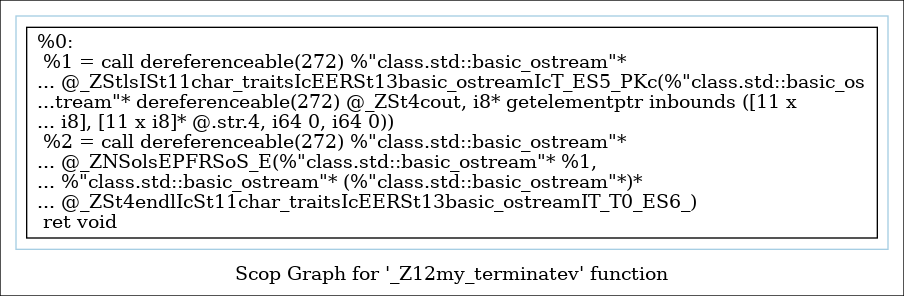 %0:
%1 = call dereferenceable(272) %"class.std::basic_ostream"*
... @_ZStlsISt11char_traitsIcEERSt13basic_ostreamIcT_ES5_PKc(%"class.std::basic_os
...tream"* dereferenceable(272) @_ZSt4cout, i8* getelementptr inbounds ([11 x
... i8], [11 x i8]* @.str.4, i64 0, i64 0))
%2 = call dereferenceable(272) %"class.std::basic_ostream"*
... @_ZNSolsEPFRSoS_E(%"class.std::basic_ostream"* %1,
... %"class.std::basic_ostream"* (%"class.std::basic_ostream"*)*
... @_ZSt4endlIcSt11char_traitsIcEERSt13basic_ostreamIT_T0_ES6_)
ret void
Scop Graph for '_Z12my_terminatev' function